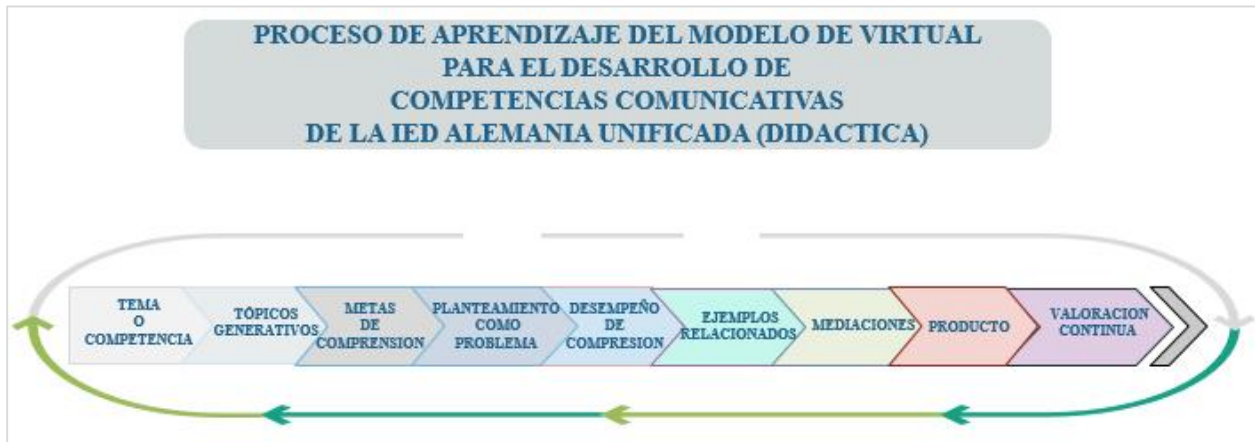 PROCESO DE APRENDIZAJE DEL MODELO DE VIRTUAL
PARA EL DESARROLLO DE
COMPETENCIAS COMUNICATIVAS
DE LA IED ALEMANIA UNIFICADA (DIDACTICA)
TEMA
O
COMPETENCIA
TÓPICOS
GENERATIVOS
METAS
DE
COMPRENSION
PLANTEAMIENTO
COMO
PROBLEMA
DESEMPEÑO
DE
COMPRESION
EJEMPLOS
RELACIONADOS
MEDIACIONES
PRODUCTO
VALORACION
CONTINUA